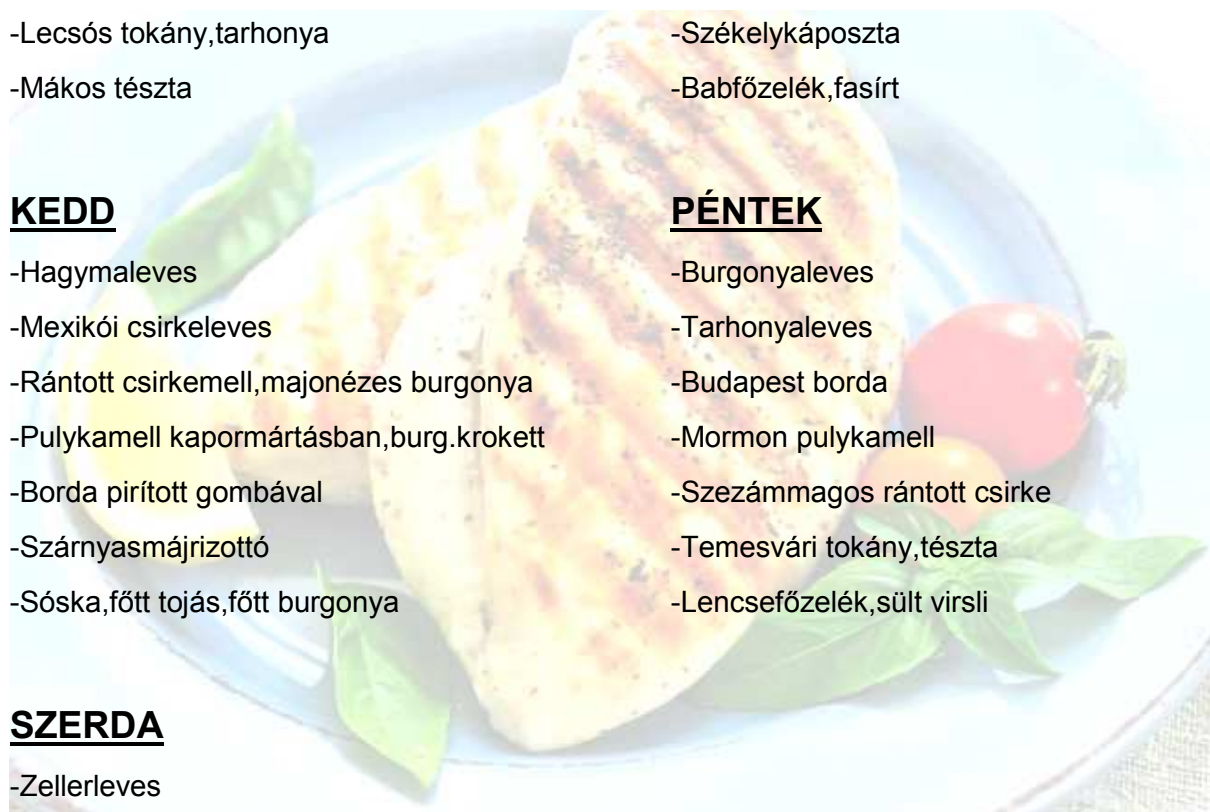 -Lecsós tokány,tarhonya
-Mákos tészta
KEDD
-Hagymaleves
-Mexikói csirkeleves
-Rántott csirkemell,majonézes burgonya
-Pulykamell kapormártásban,burg.krokett
-Borda pirított gombával
-Szárnyasmájrizottó
-Sóska,főtt tojás,főtt burgonya
SZERDA
-Zellerleves
-Székelykáposzta
-Babfőzelék,fasírt
PÉNTEK
-Burgonyaleves
-Tarhonyaleves
-Budapest borda
-Mormon pulykamell
-Szezámmagos rántott csirke
-Temesvári tokány,tészta
-Lencsefőzelék,sült virsli